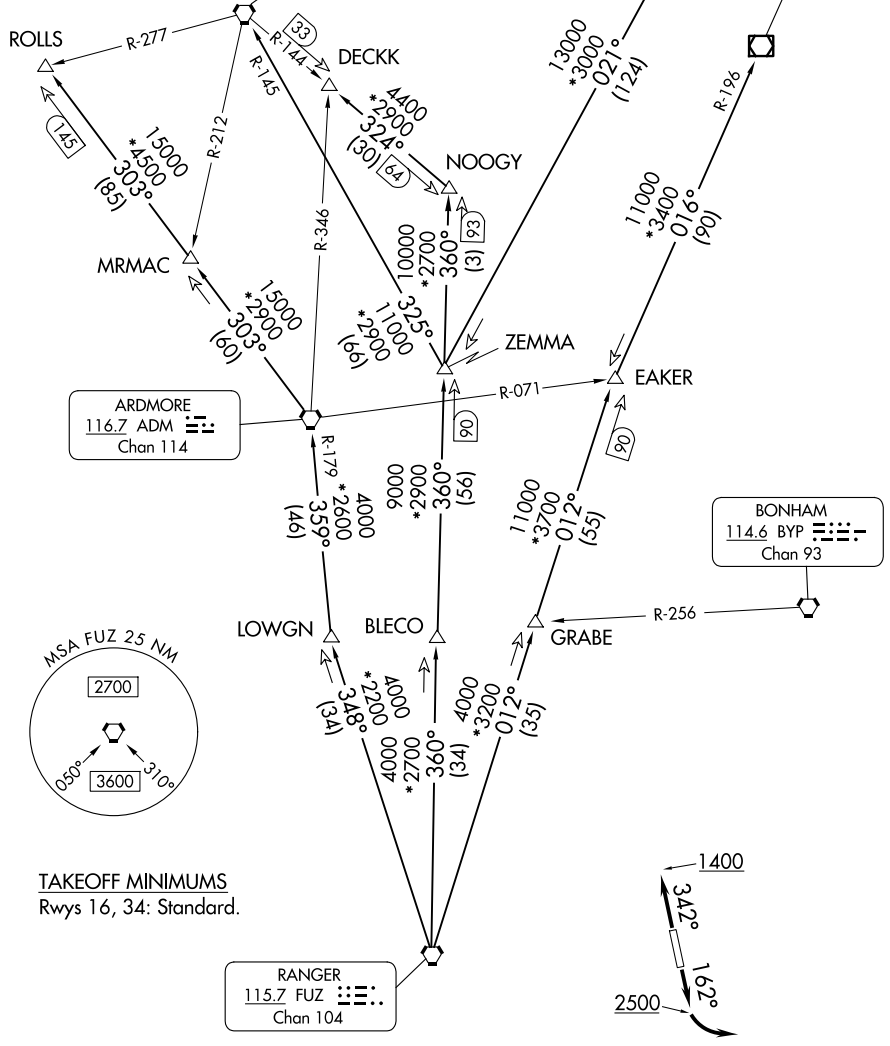 ROLLS
R-277
33
R-144
R-145
DECKK
13000
*3000
021°
(124)
R-196
145
15000
*4500
303°
(85)
R-212
4400
*2900
324°
(30)
64
NOOGY
93
R-346
10000
*2700
360°
(3)
11000
*3400
016°
(90)
MRMAC
15000
*2900
303°
(60)
325°
11000
*2900
(66)
ZEMMA
EAKER
R-071
ARDMORE
116.7 ADM
Chan 114
90
90
R-179
4000
*2600
359°
(46)
9000
*2900
360°
(56)
11000
*3700
012°
(55)
BONHAM
114.6 BYP
Chan 93
R-256
LOWGN
BLECO
GRABE
MSA FUZ 25 NM
2700
050°
3600
310°
4000
*2200
348°
(34)
4000
*2700
360°
(34)
4000
*3200
012°
(35)
TAKEOFF MINIMUMS
Rwys 16, 34: Standard.
1400
342°
162°
2500
RANGER
115.7 FUZ
Chan 104